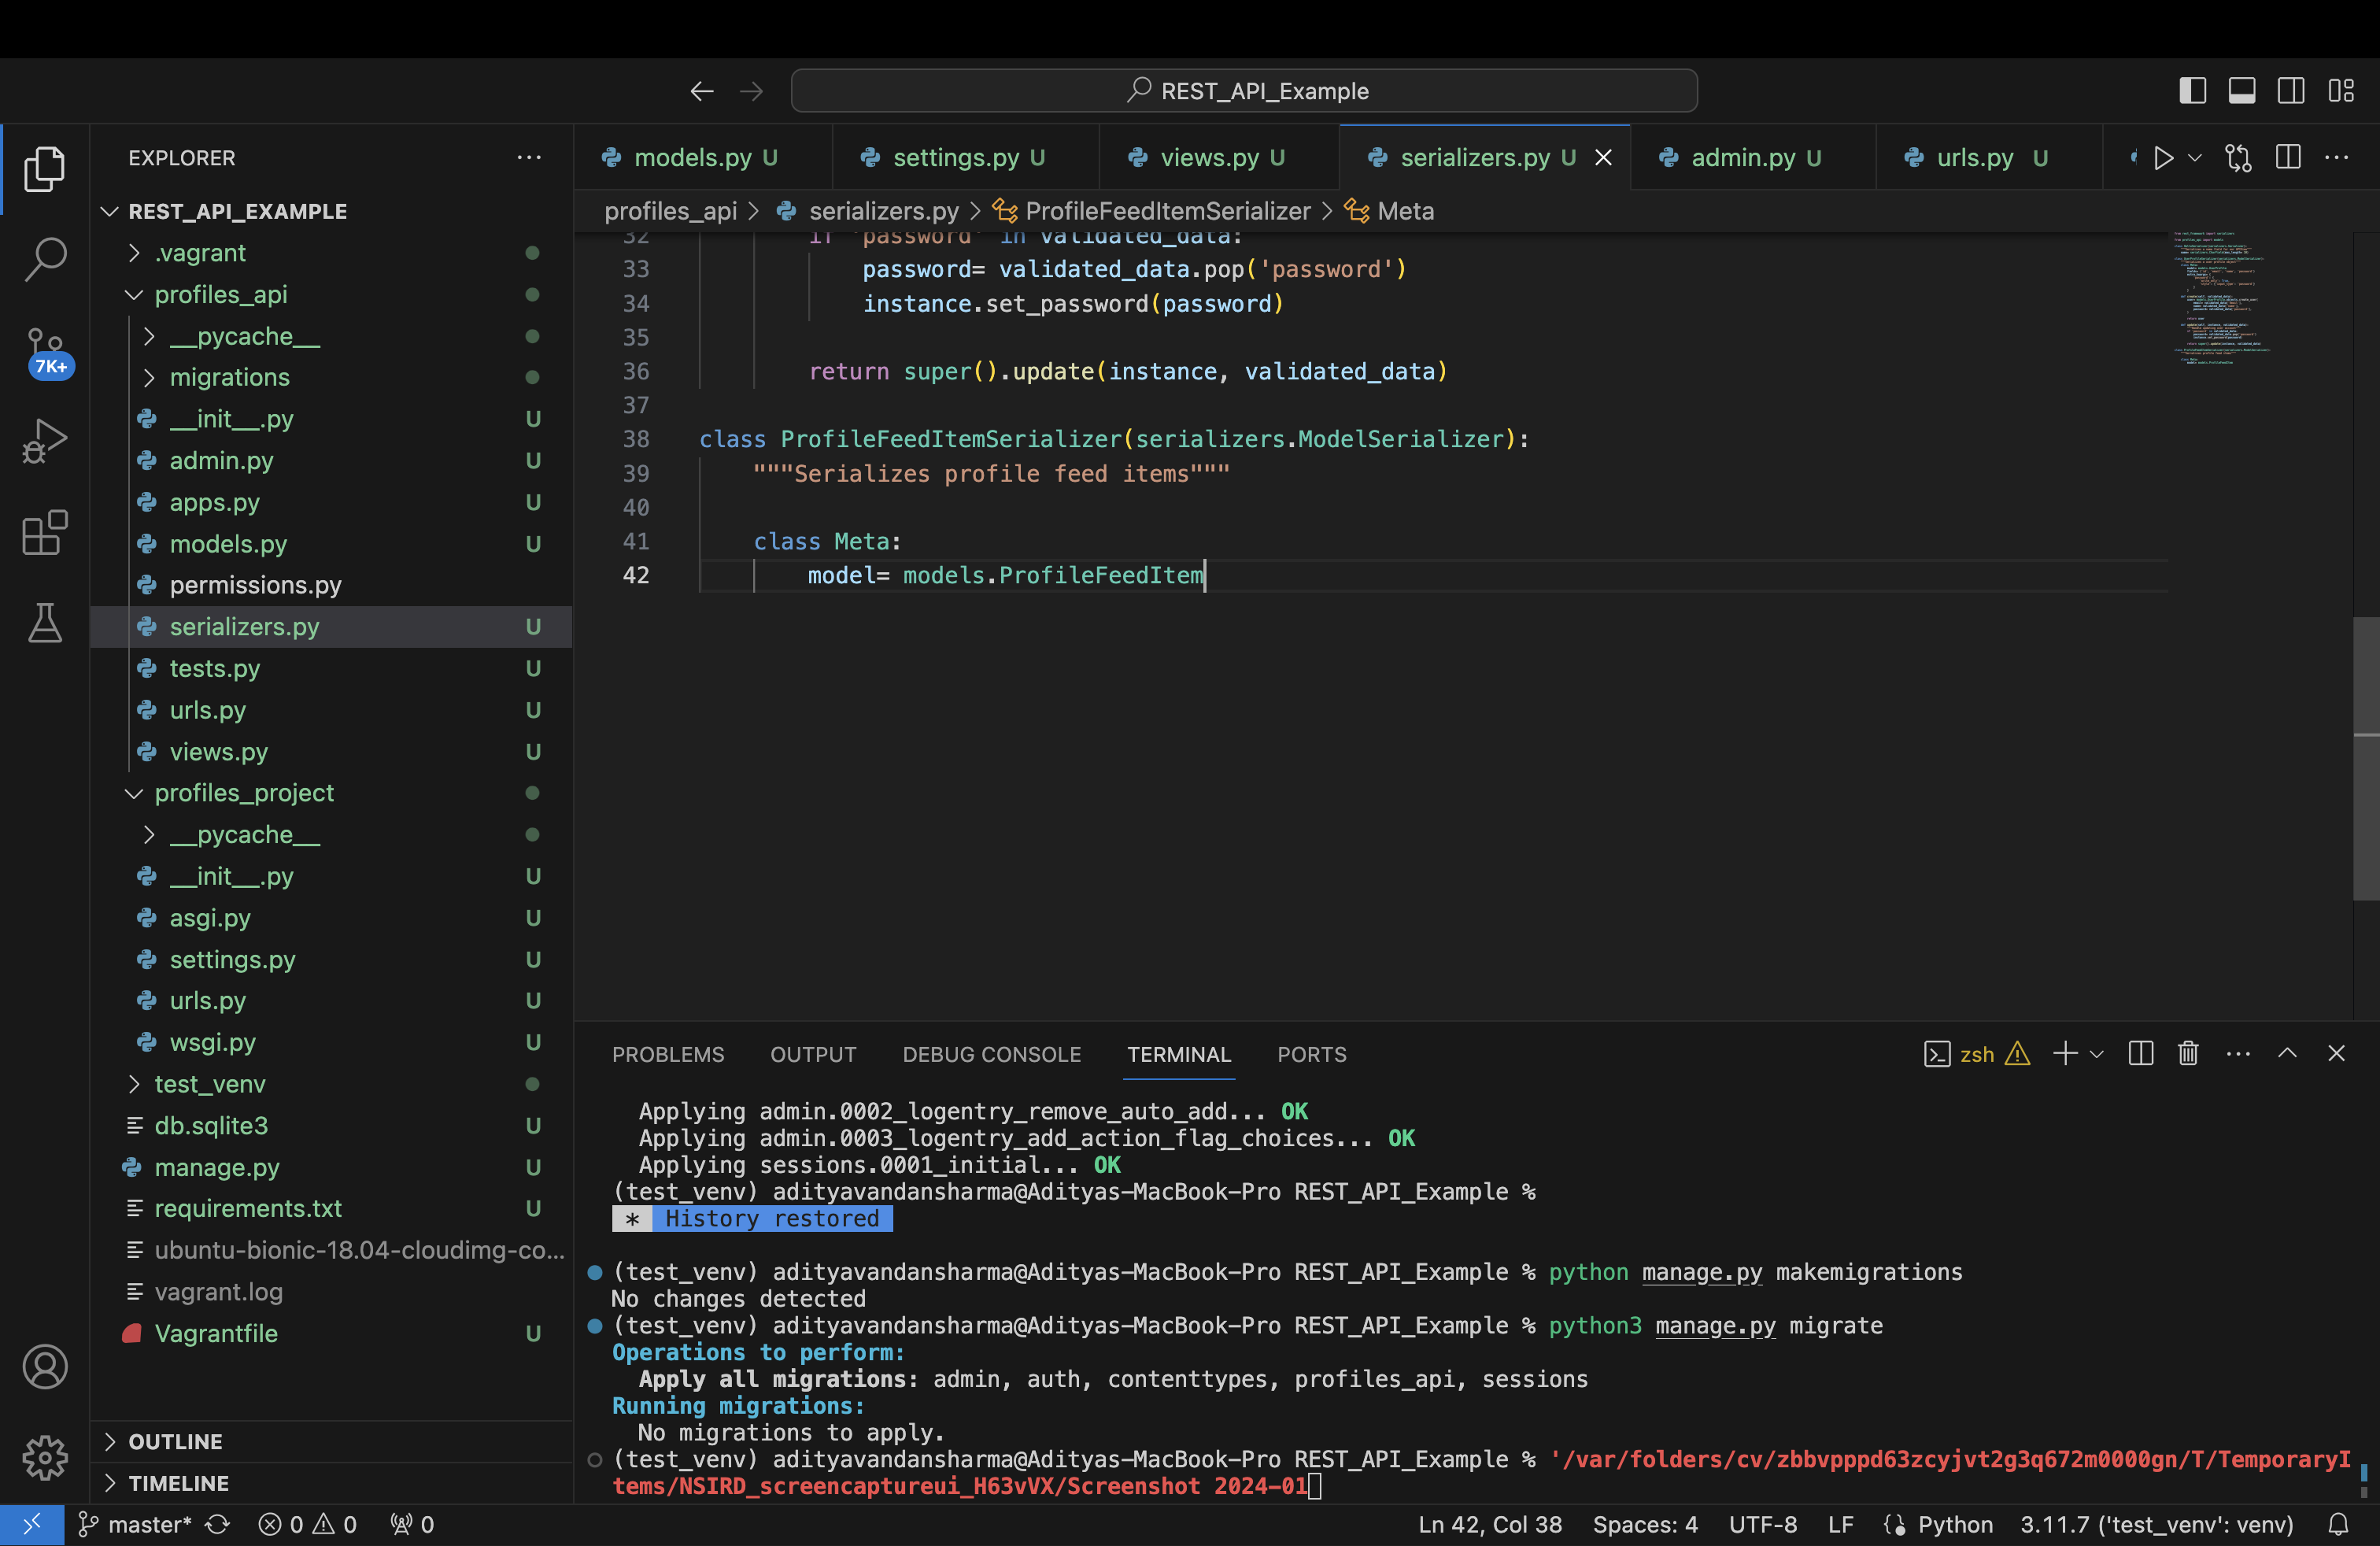 REST_API_Example
EXPLORER
REST_API_EXAMPLE
.vagrant
profiles_api
__pycache__
migrations
__init__.py U
admin.py U
apps.py U
models.py U
permissions.py
serializers.py U
tests.py U
urls.py U
views.py U
profiles_project
__pycache__
__init__.py U
asgi.py U
settings.py U
urls.py U
wsgi.py U
test_venv
db.sqlite3 U
manage.py U
requirements.txt U
ubuntu-bionic-18.04-cloudimg-co...
vagrant.log
Vagrantfile U
OUTLINE
TIMELINE
7K+
models.py U settings.py U views.py U serializers.py U admin.py U urls.py U
profiles_api > serializers.py > ProfileFeedItemSerializer > Meta
32 if 'password' in validated_data:
33 password= validated_data.pop('password')
34 instance.set_password(password)
35
36 return super().update(instance, validated_data)
37
38 class ProfileFeedItemSerializer(serializers.ModelSerializer):
39 """Serializes profile feed items"""
40
41 class Meta:
42 model= models.ProfileFeedItem
PROBLEMS OUTPUT DEBUG CONSOLE TERMINAL PORTS zsh
Applying admin.0002_logentry_remove_auto_add... OK
Applying admin.0003_logentry_add_action_flag_choices... OK
Applying sessions.0001_initial... OK
(test_venv) adityavandansharma@Adityas-MacBook-Pro REST_API_Example %
* History restored
(test_venv) adityavandansharma@Adityas-MacBook-Pro REST_API_Example % python manage.py makemigrations
No changes detected
(test_venv) adityavandansharma@Adityas-MacBook-Pro REST_API_Example % python3 manage.py migrate
Operations to perform:
Apply all migrations: admin, auth, contenttypes, profiles_api, sessions
Running migrations:
No migrations to apply.
(test_venv) adityavandansharma@Adityas-MacBook-Pro REST_API_Example % '/var/folders/cv/zbbvpppd63zcyjvt2g3q672m0000gn/T/TemporaryI
tems/NSIRD_screencaptureui_H63vVX/Screenshot 2024-01
master* 0 0 0 Ln 42, Col 38 Spaces: 4 UTF-8 LF Python 3.11.7 ('test_venv': venv)